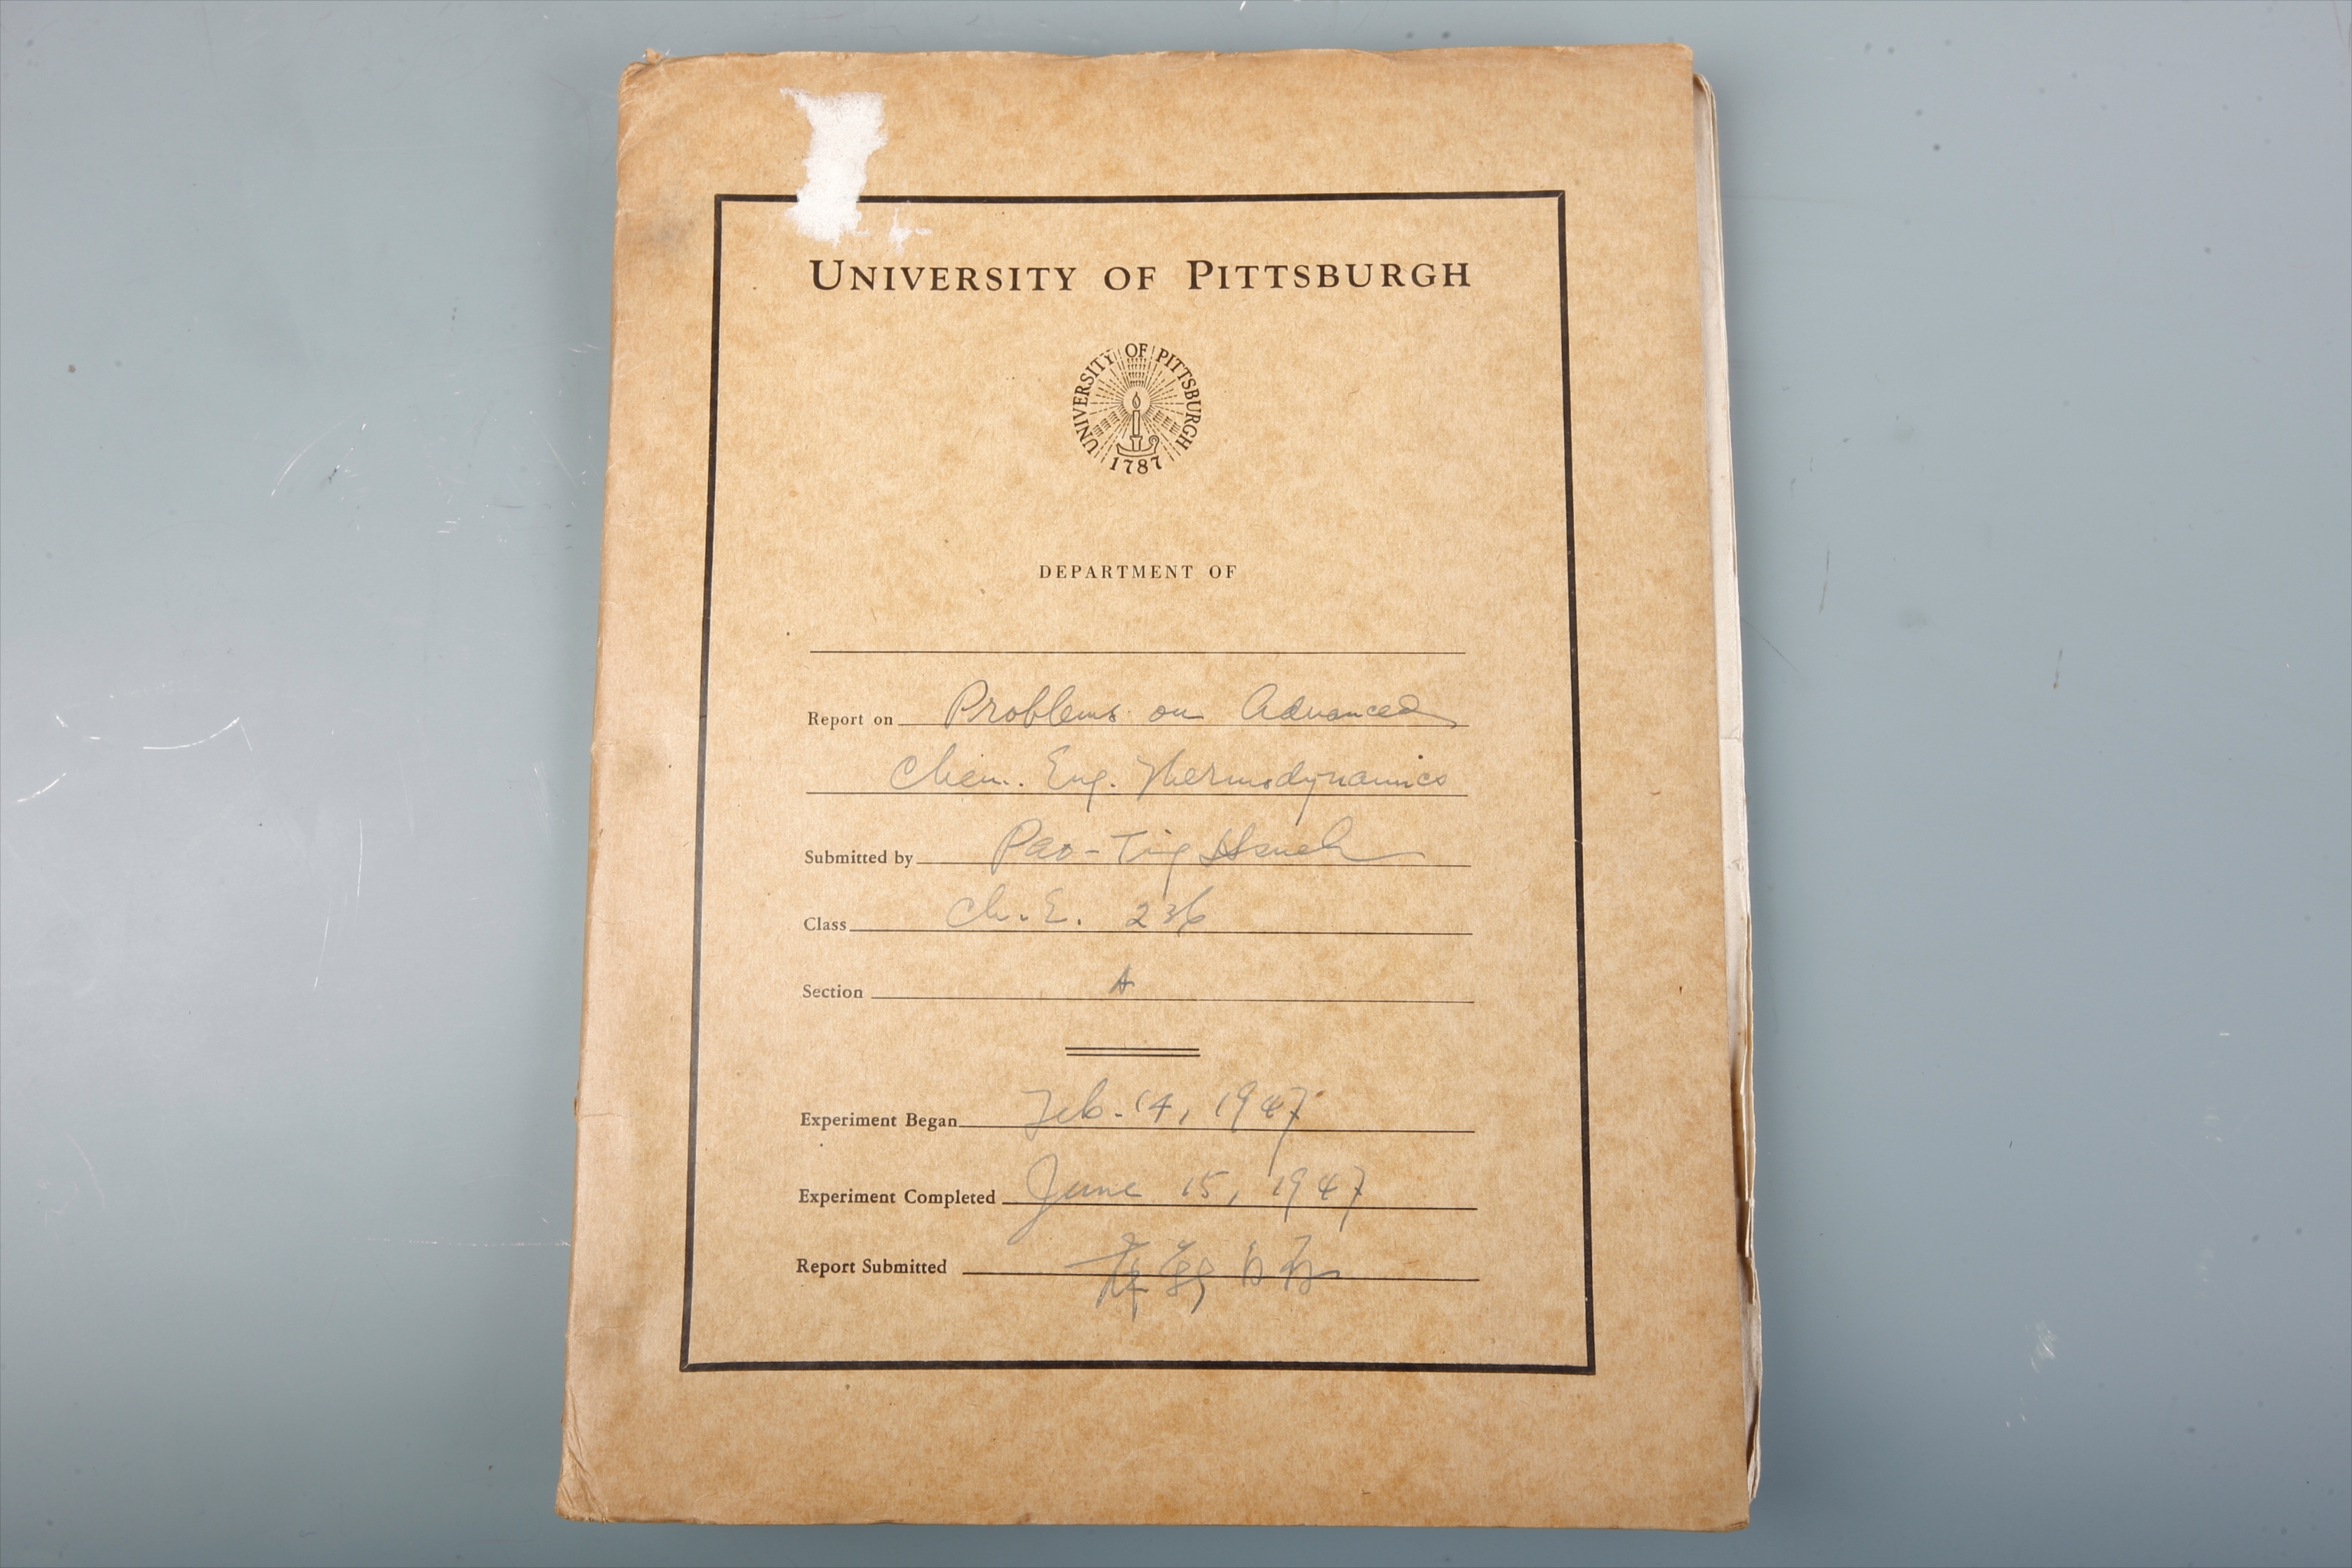 UNIVERSITY OF PITTSBURGH
UNIVERSITY OF PITTSBURGH
1787
DEPARTMENT OF
Report on Problems on Advanced
Chem. Eng. Thermodynamics
Submitted by Pao-Ting Hsueh
Class Ch.E. 236
Section A
Experiment Began Feb. 14, 1947
Experiment Completed June 15, 1947
Report Submitted